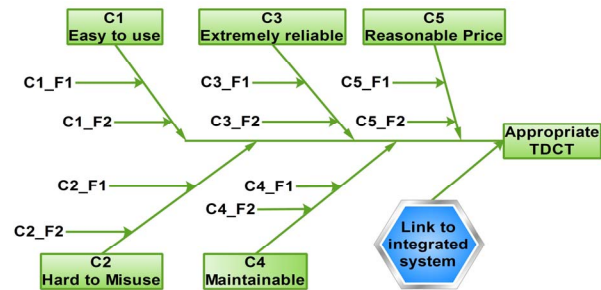 C1
Easy to use
C3
Extremely reliable
C5
Reasonable Price
C1_F1
C3_F1
C5_F1
C1_F2
C3_F2
C5_F2
Appropriate
TDCT
C2_F1
C4_F1
C2_F2
C4_F2
Link to
integrated
system
C2
Hard to Misuse
C4
Maintainable